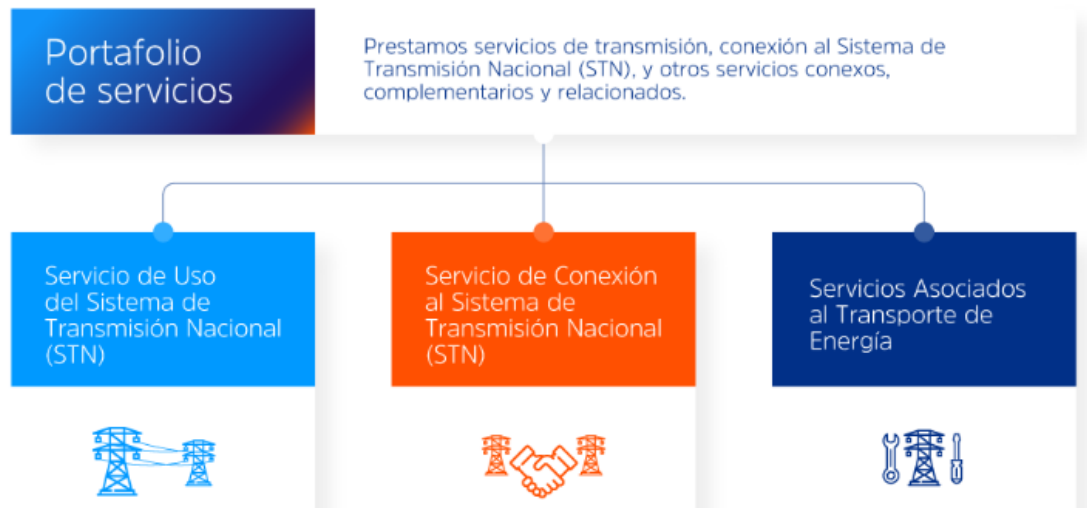 Portafolio
de servicios
Prestamos servicios de transmisión, conexión al Sistema de
Transmisión Nacional (STN), y otros servicios conexos,
complementarios y relacionados.
Servicio de Uso
del Sistema de
Transmisión Nacional
(STN)
Servicio de Conexión
al Sistema de
Transmisión Nacional
(STN)
Servicios Asociados
al Transporte de
Energía